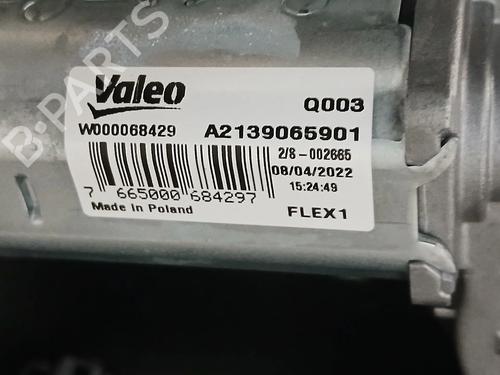 B-PARTS
Valeo
Q003
W000068429 A2139065901
2/8-002665
08/04/2022
15:24:49
7 665000 684297
Made in Poland
FLEX1